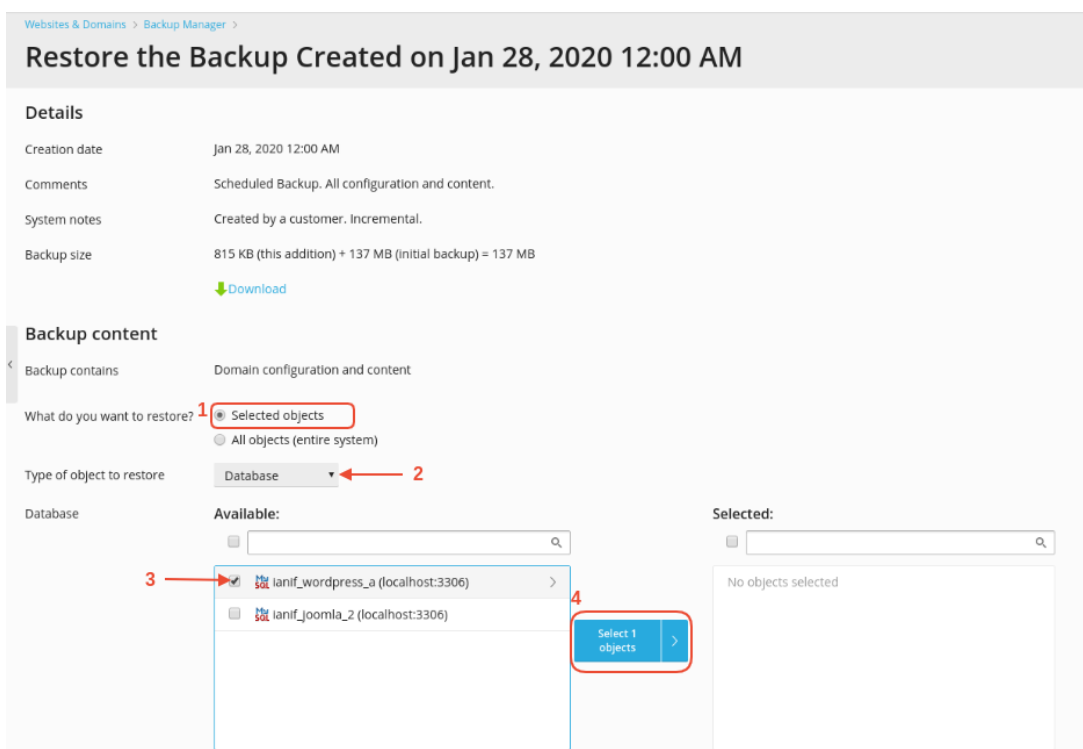 Websites & Domains > Backup Manager >
Restore the Backup Created on Jan 28, 2020 12:00 AM
Details
Creation date Jan 28, 2020 12:00 AM
Comments Scheduled Backup. All configuration and content.
System notes Created by a customer. Incremental.
Backup size 815 KB (this addition) + 137 MB (initial backup) = 137 MB
Download
Backup content
Backup contains Domain configuration and content
What do you want to restore? 1 Selected objects
All objects (entire system)
Type of object to restore Database 2
Database Available: Selected:
3 My SQL ianif_wordpress_a (localhost:3306) No objects selected
My SQL ianif_joomla_2 (localhost:3306)
4
Select 1
objects